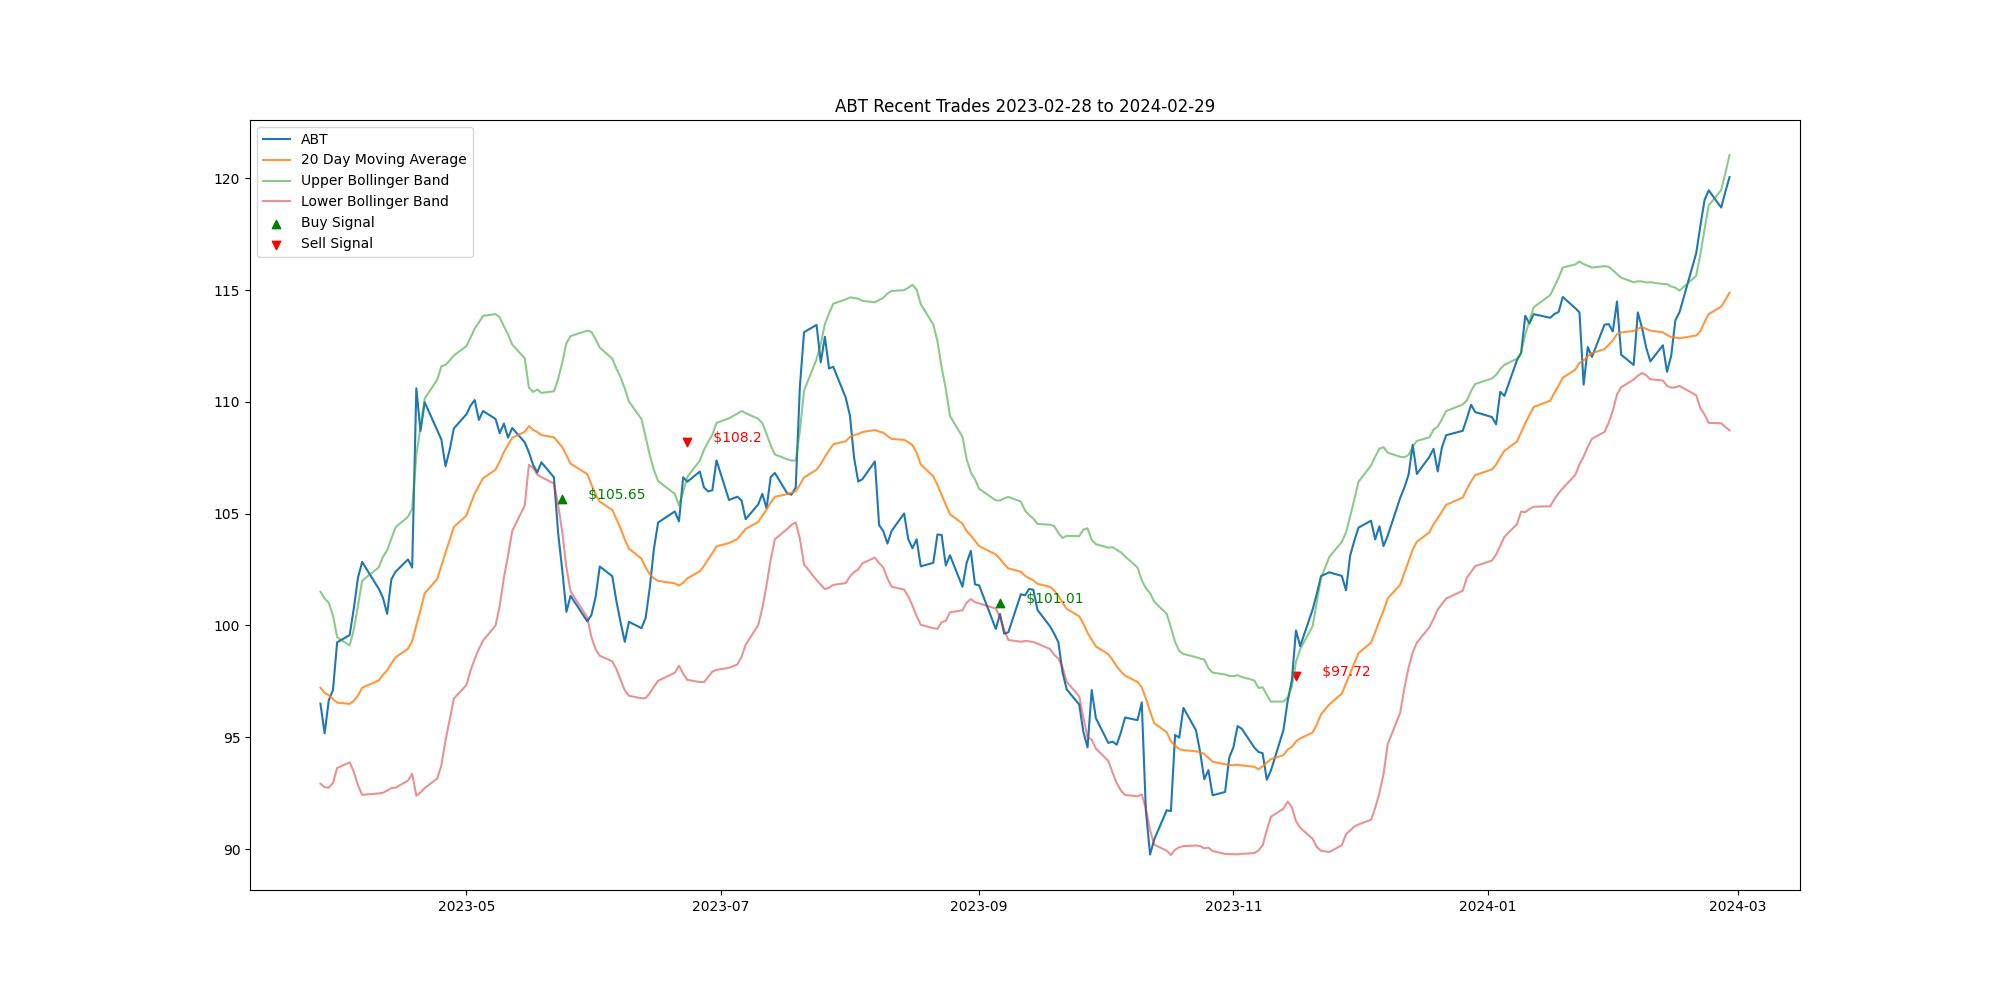 ABT Recent Trades 2023-02-28 to 2024-02-29
ABT
20 Day Moving Average
Upper Bollinger Band
Lower Bollinger Band
Buy Signal
Sell Signal
120
115
110
105
100
95
90
$108.2
$105.65
$101.01
$97.72
2023-05
2023-07
2023-09
2023-11
2024-01
2024-03